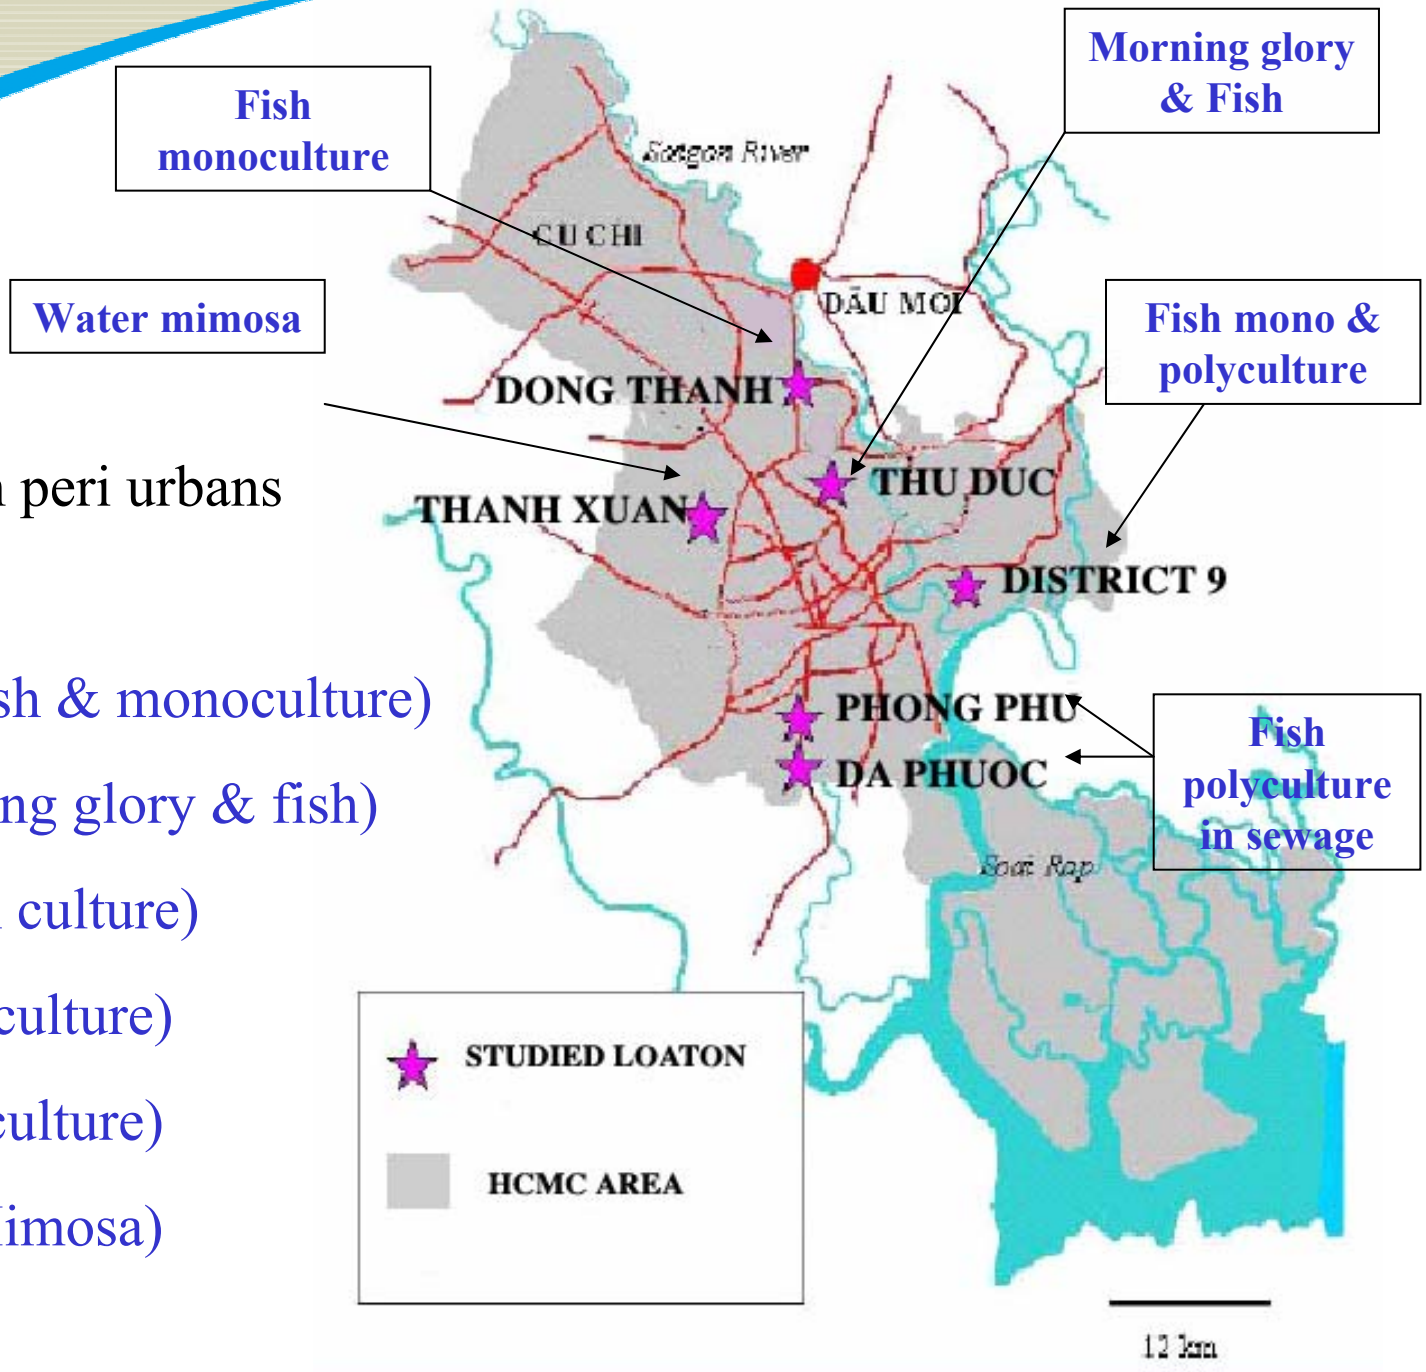 Morning glory
& Fish
Fish
monoculture
Saigon River
CU CHI
Water mimosa
DẦU MOI
Fish mono &
polyculture
DONG THANH
n peri urbans
THU DUC
THANH XUAN
DISTRICT 9
sh & monoculture)
PHONG PHU
Fish
polyculture
in sewage
DA PHUOC
ng glory & fish)
Soai Rap
culture)
culture)
STUDIED LOATON
culture)
HCMC AREA
imosa)
12 km